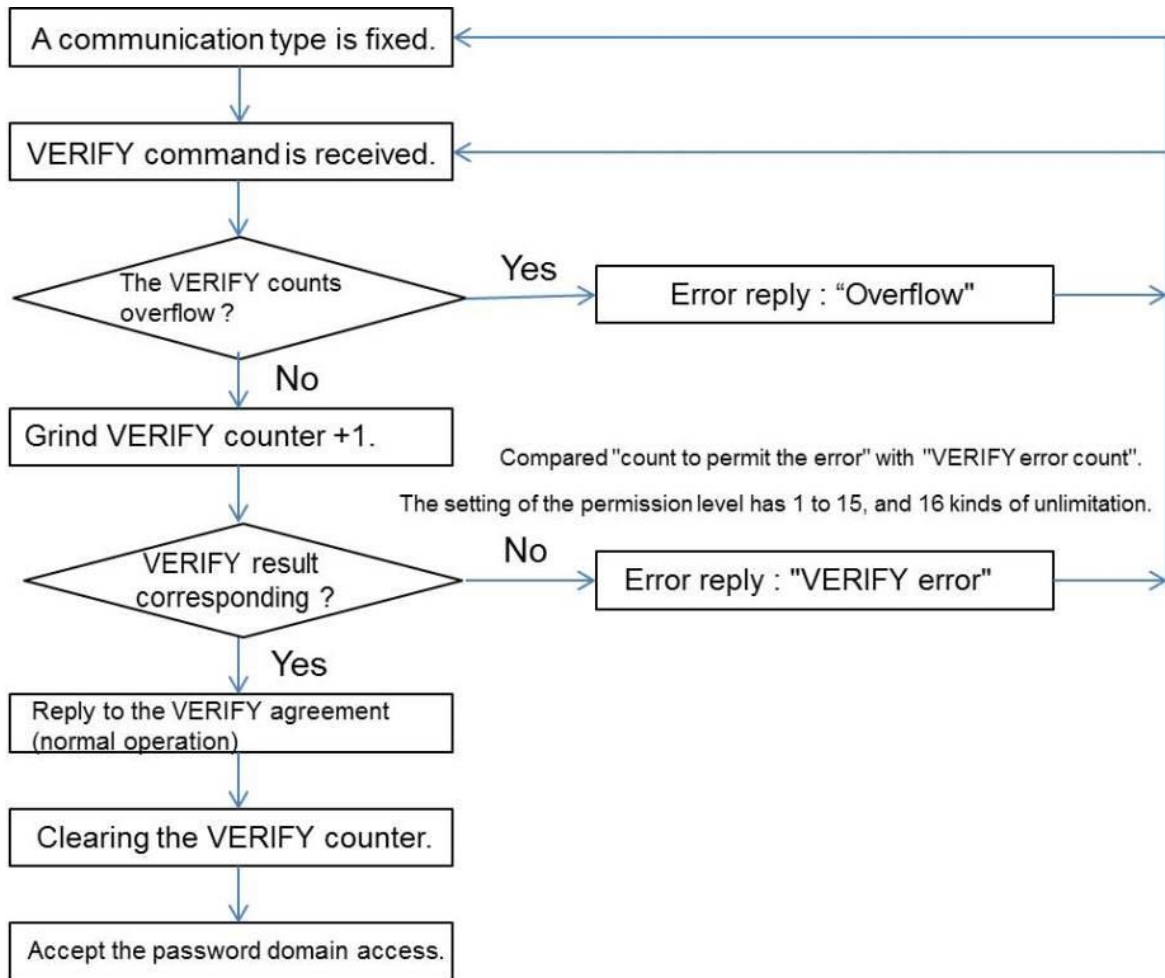 A communication type is fixed.
VERIFY command is received.
The VERIFY counts
overflow ?
Yes
Error reply : “Overflow"
No
Grind VERIFY counter +1.
Compared "count to permit the error" with "VERIFY error count".
The setting of the permission level has 1 to 15, and 16 kinds of unlimitation.
VERIFY result
corresponding ?
No
Error reply : "VERIFY error"
Yes
Reply to the VERIFY agreement
(normal operation)
Clearing the VERIFY counter.
Accept the password domain access.